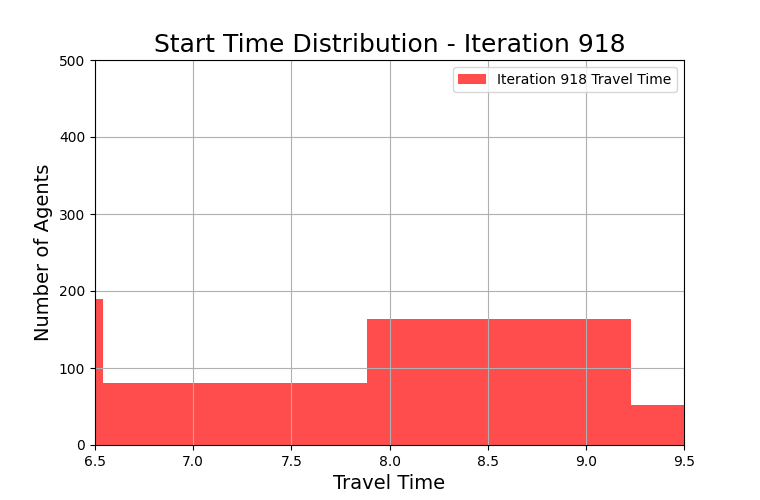 Start Time Distribution - Iteration 918
Iteration 918 Travel Time
Number of Agents
500
400
300
200
100
0
6.5 7.0 7.5 8.0 8.5 9.0 9.5
Travel Time